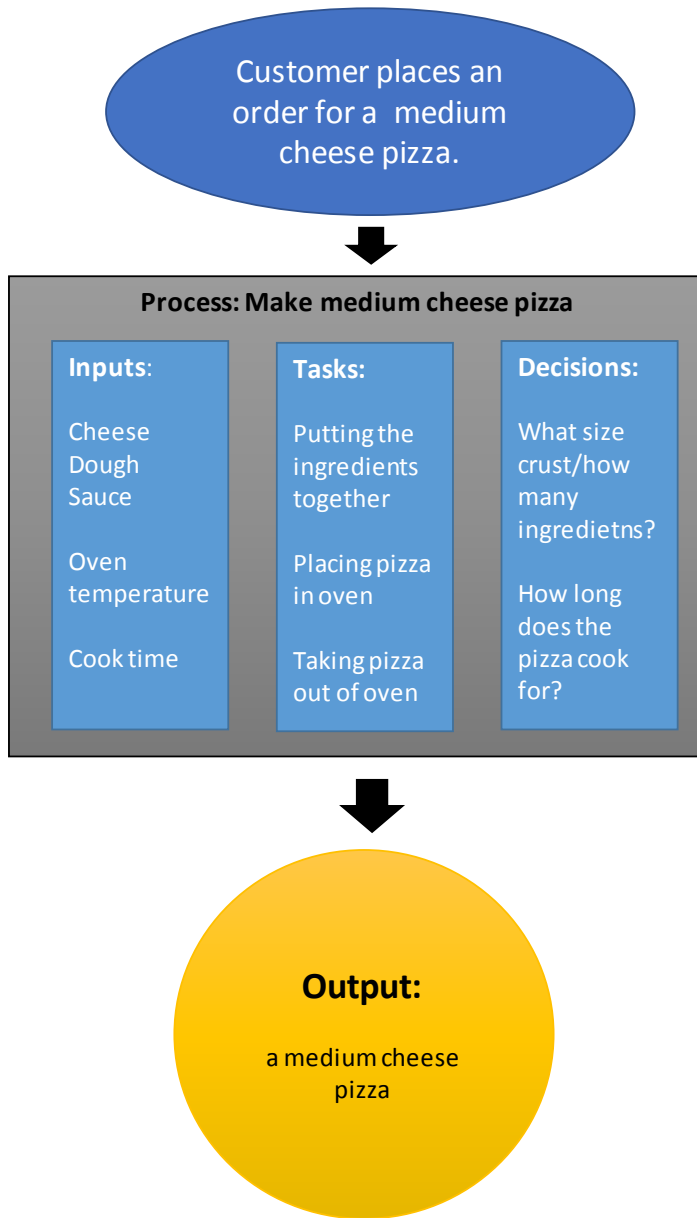 Customer places an
order for a  medium
cheese pizza.
Process: Make medium cheese pizza
Inputs:
Cheese
Dough
Sauce
Oven
temperature
Cook time
Tasks:
Putting the
ingredients
together
Placing pizza
in oven
Taking pizza
out of oven
Decisions:
What size
crust/how
many
ingredietns?
How long
does the
pizza cook
for?
Output:
a medium cheese
pizza